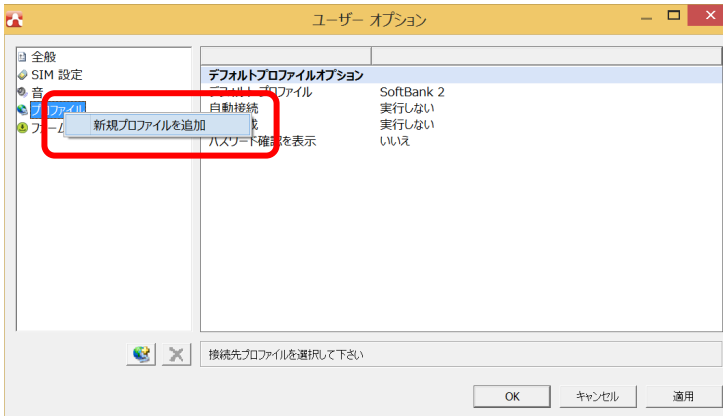 ユーザー オプション
全般
SIM 設定
音
プロファイル
新規プロファイルを追加
デフォルトプロファイルオプション
デフォルトプロファイル SoftBank 2
自動接続 実行しない
実行しない
パスワード確認を表示 いいえ
接続先プロファイルを選択して下さい
OK キャンセル 適用